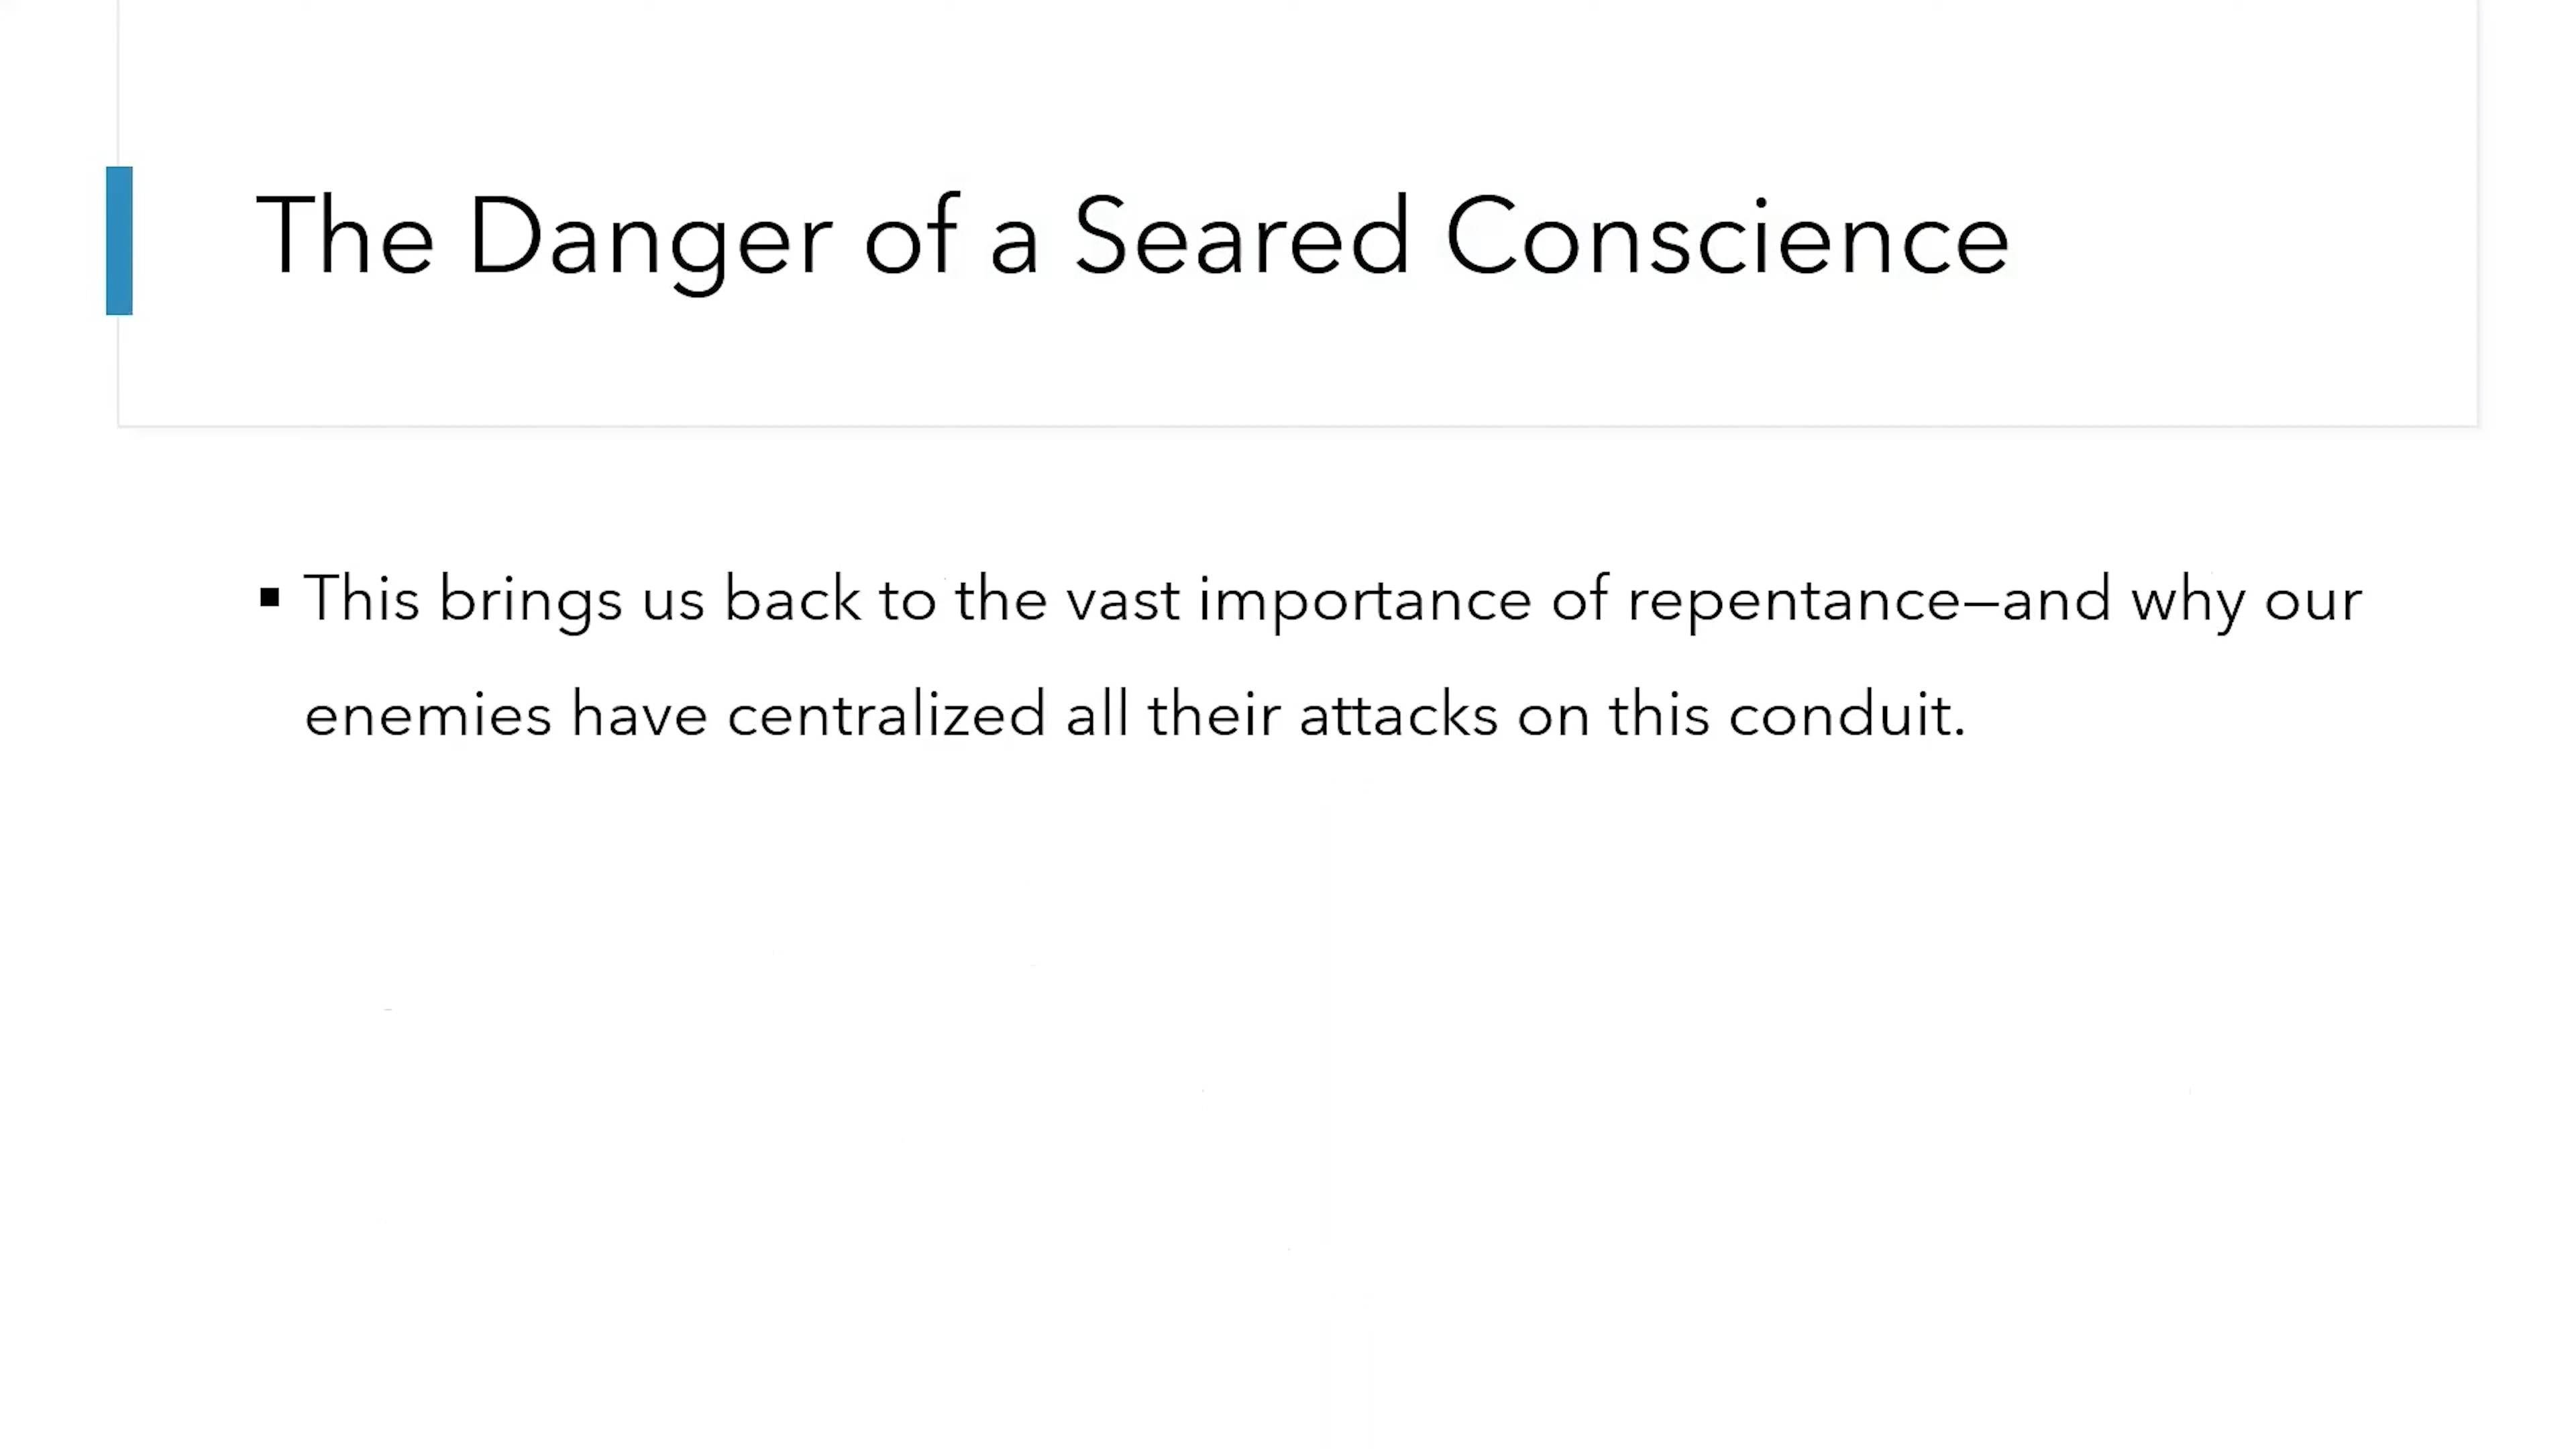 The Danger of a Seared Conscience
▪ This brings us back to the vast importance of repentance—and why our
enemies have centralized all their attacks on this conduit.